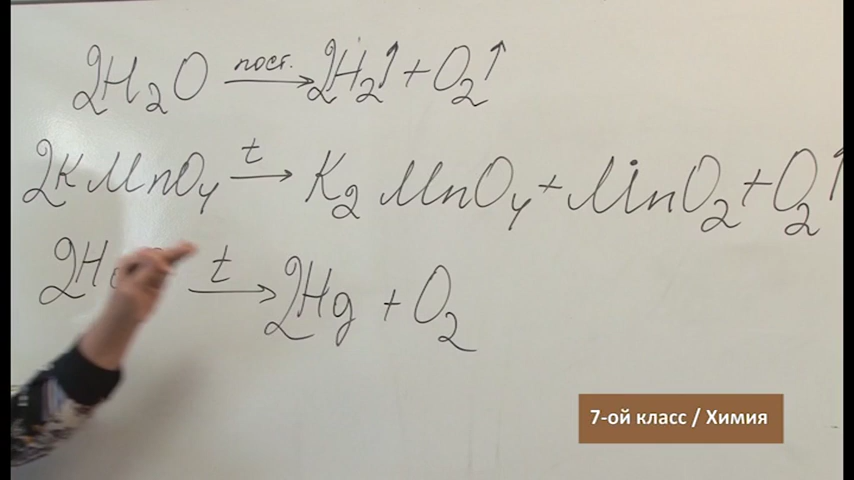 2H₂O пост.→ 2H₂↑ + O₂↑
2KMnO₄ t→ K₂MnO₄ + MnO₂ + O₂↑
t→ 2Hg + O₂
7-ой класс / Химия